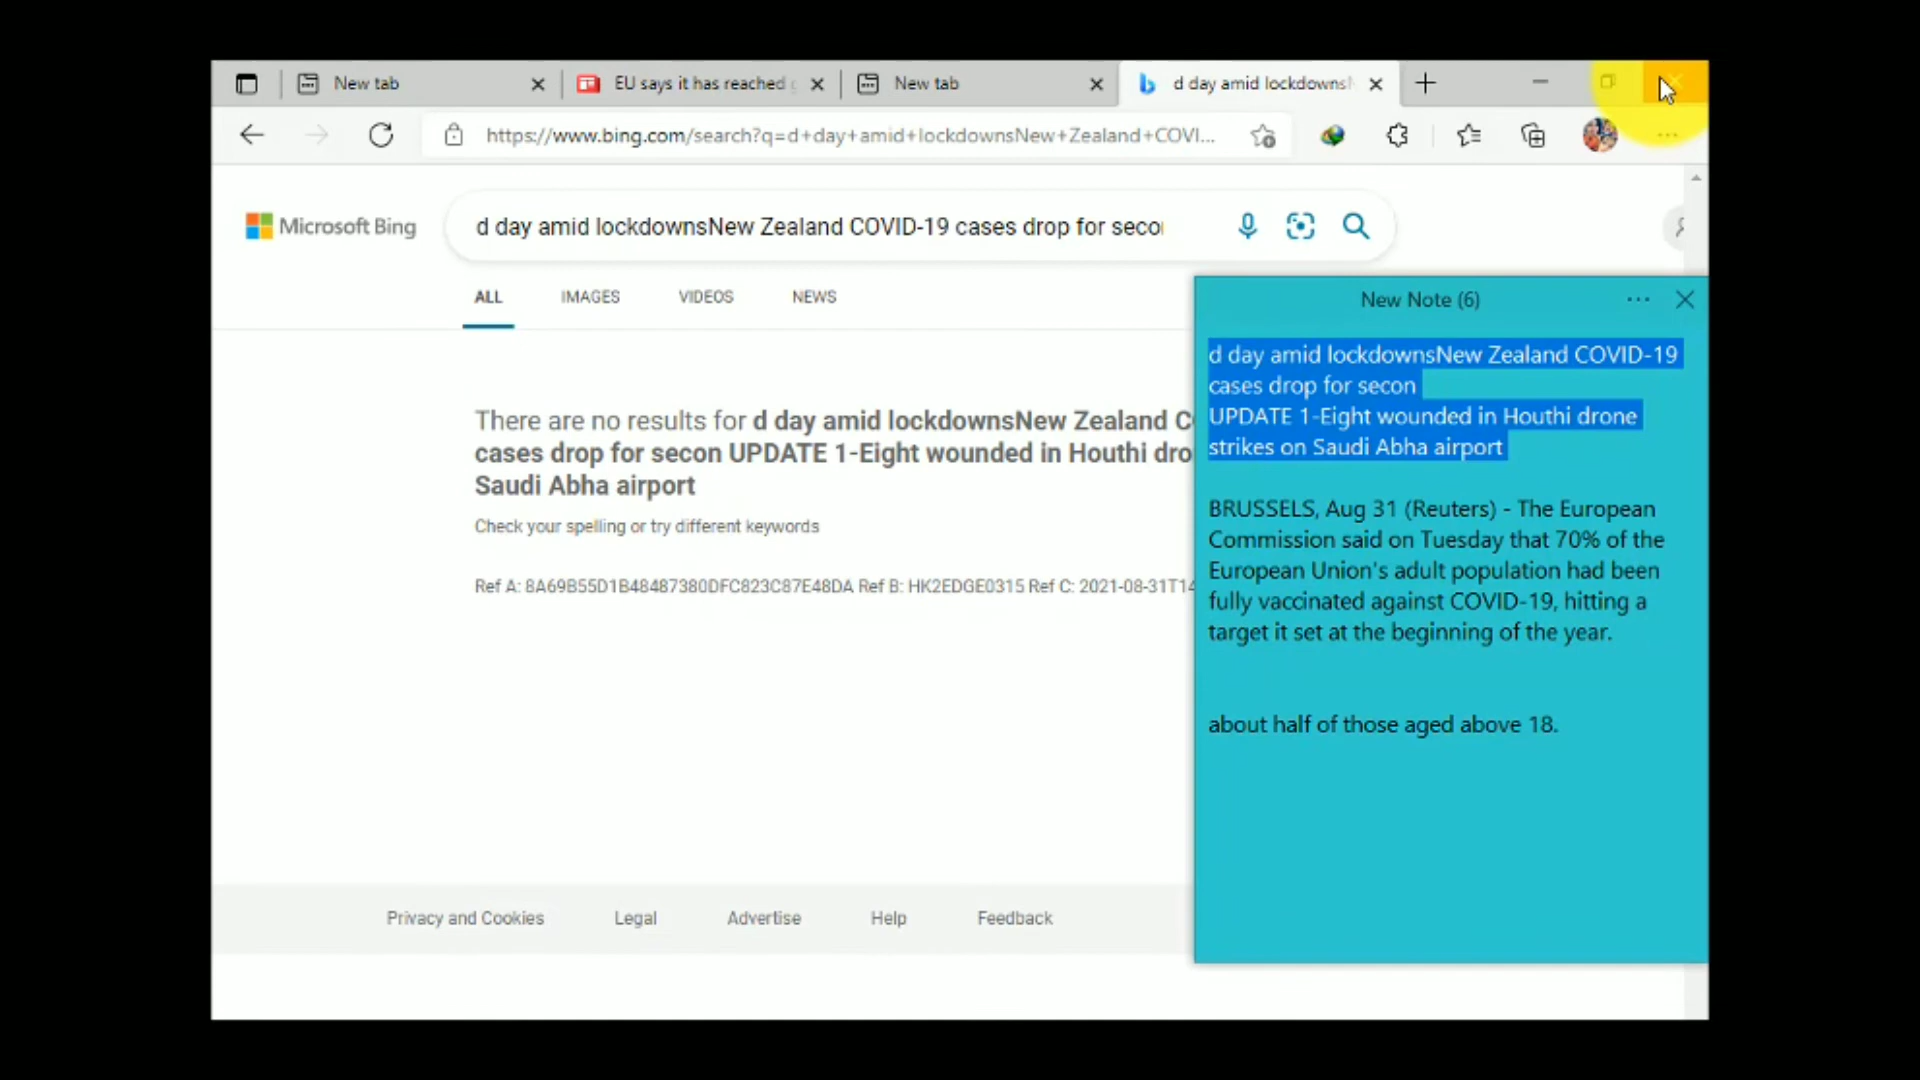 New tab
EU says it has reached
New tab
d day amid lockdowns
https://www.bing.com/search?q=d+day+amid+lockdownsNew+Zealand+COVI...
Microsoft Bing
d day amid lockdownsNew Zealand COVID-19 cases drop for secon
ALL
IMAGES
VIDEOS
NEWS
There are no results for d day amid lockdownsNew Zealand C
cases drop for secon UPDATE 1-Eight wounded in Houthi dro
Saudi Abha airport
Check your spelling or try different keywords
Ref A: 8A69B55D1B48487380DFC823C87E48DA Ref B: HK2EDGE0315 Ref C: 2021-08-31T14
New Note (6)
d day amid lockdownsNew Zealand COVID-19
cases drop for secon
UPDATE 1-Eight wounded in Houthi drone
strikes on Saudi Abha airport
BRUSSELS, Aug 31 (Reuters) - The European
Commission said on Tuesday that 70% of the
European Union's adult population had been
fully vaccinated against COVID-19, hitting a
target it set at the beginning of the year.
about half of those aged above 18.
Privacy and Cookies
Legal
Advertise
Help
Feedback